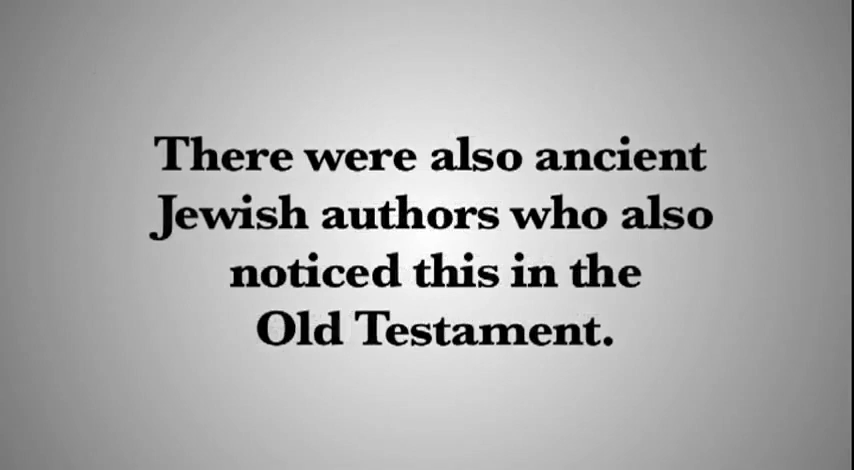 There were also ancient
Jewish authors who also
noticed this in the
Old Testament.